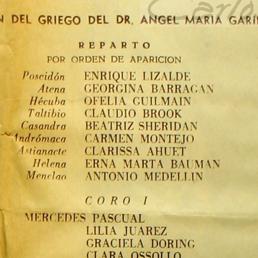 N DEL GRIEGO DEL DR. ANGEL MARIA GARI
REPARTO
POR ORDEN DE APARICION
Poseidón ENRIQUE LIZALDE
Atena GEORGINA BARRAGAN
Hécuba OFELIA GUILMAIN
Taltibio CLAUDIO BROOK
Casandra BEATRIZ SHERIDAN
Andrómaca CARMEN MONTEJO
Astianacte CLARISSA AHUET
Helena ERNA MARTA BAUMAN
Menelao ANTONIO MEDELLIN
CORO I
MERCEDES PASCUAL
LILIA JUAREZ
GRACIELA DORING
CLARA OSSOLLO